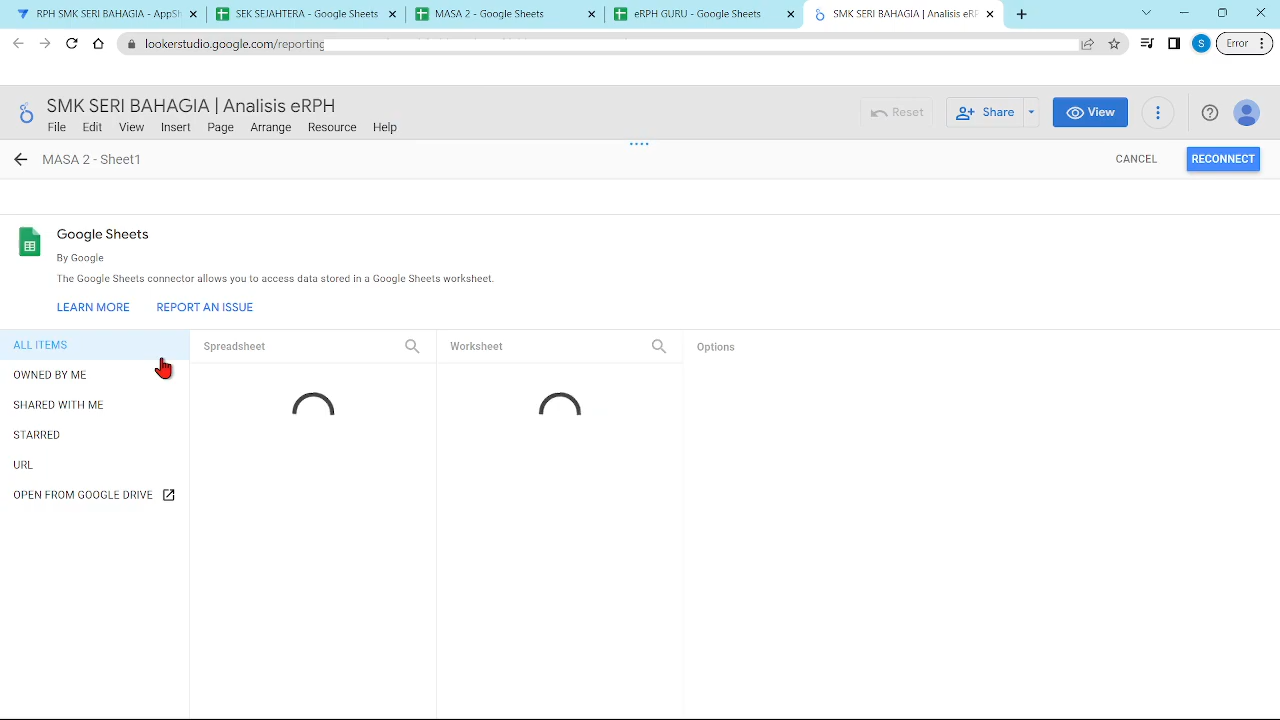 RPH SMK SERI BAHAGIA | AppSh
SEK SEJAHTERA - Google Sheets
MASA 2 - Google Sheets
eRPH GURU - Google Sheets
SMK SERI BAHAGIA | Analisis eRP
lookerstudio.google.com/reporting
S
Error
SMK SERI BAHAGIA | Analisis eRPH
Reset
Share
View
File Edit View Insert Page Arrange Resource Help
MASA 2 - Sheet1
CANCEL
RECONNECT
Google Sheets
By Google
The Google Sheets connector allows you to access data stored in a Google Sheets worksheet.
LEARN MORE
REPORT AN ISSUE
ALL ITEMS
OWNED BY ME
SHARED WITH ME
STARRED
URL
OPEN FROM GOOGLE DRIVE
Spreadsheet
Worksheet
Options